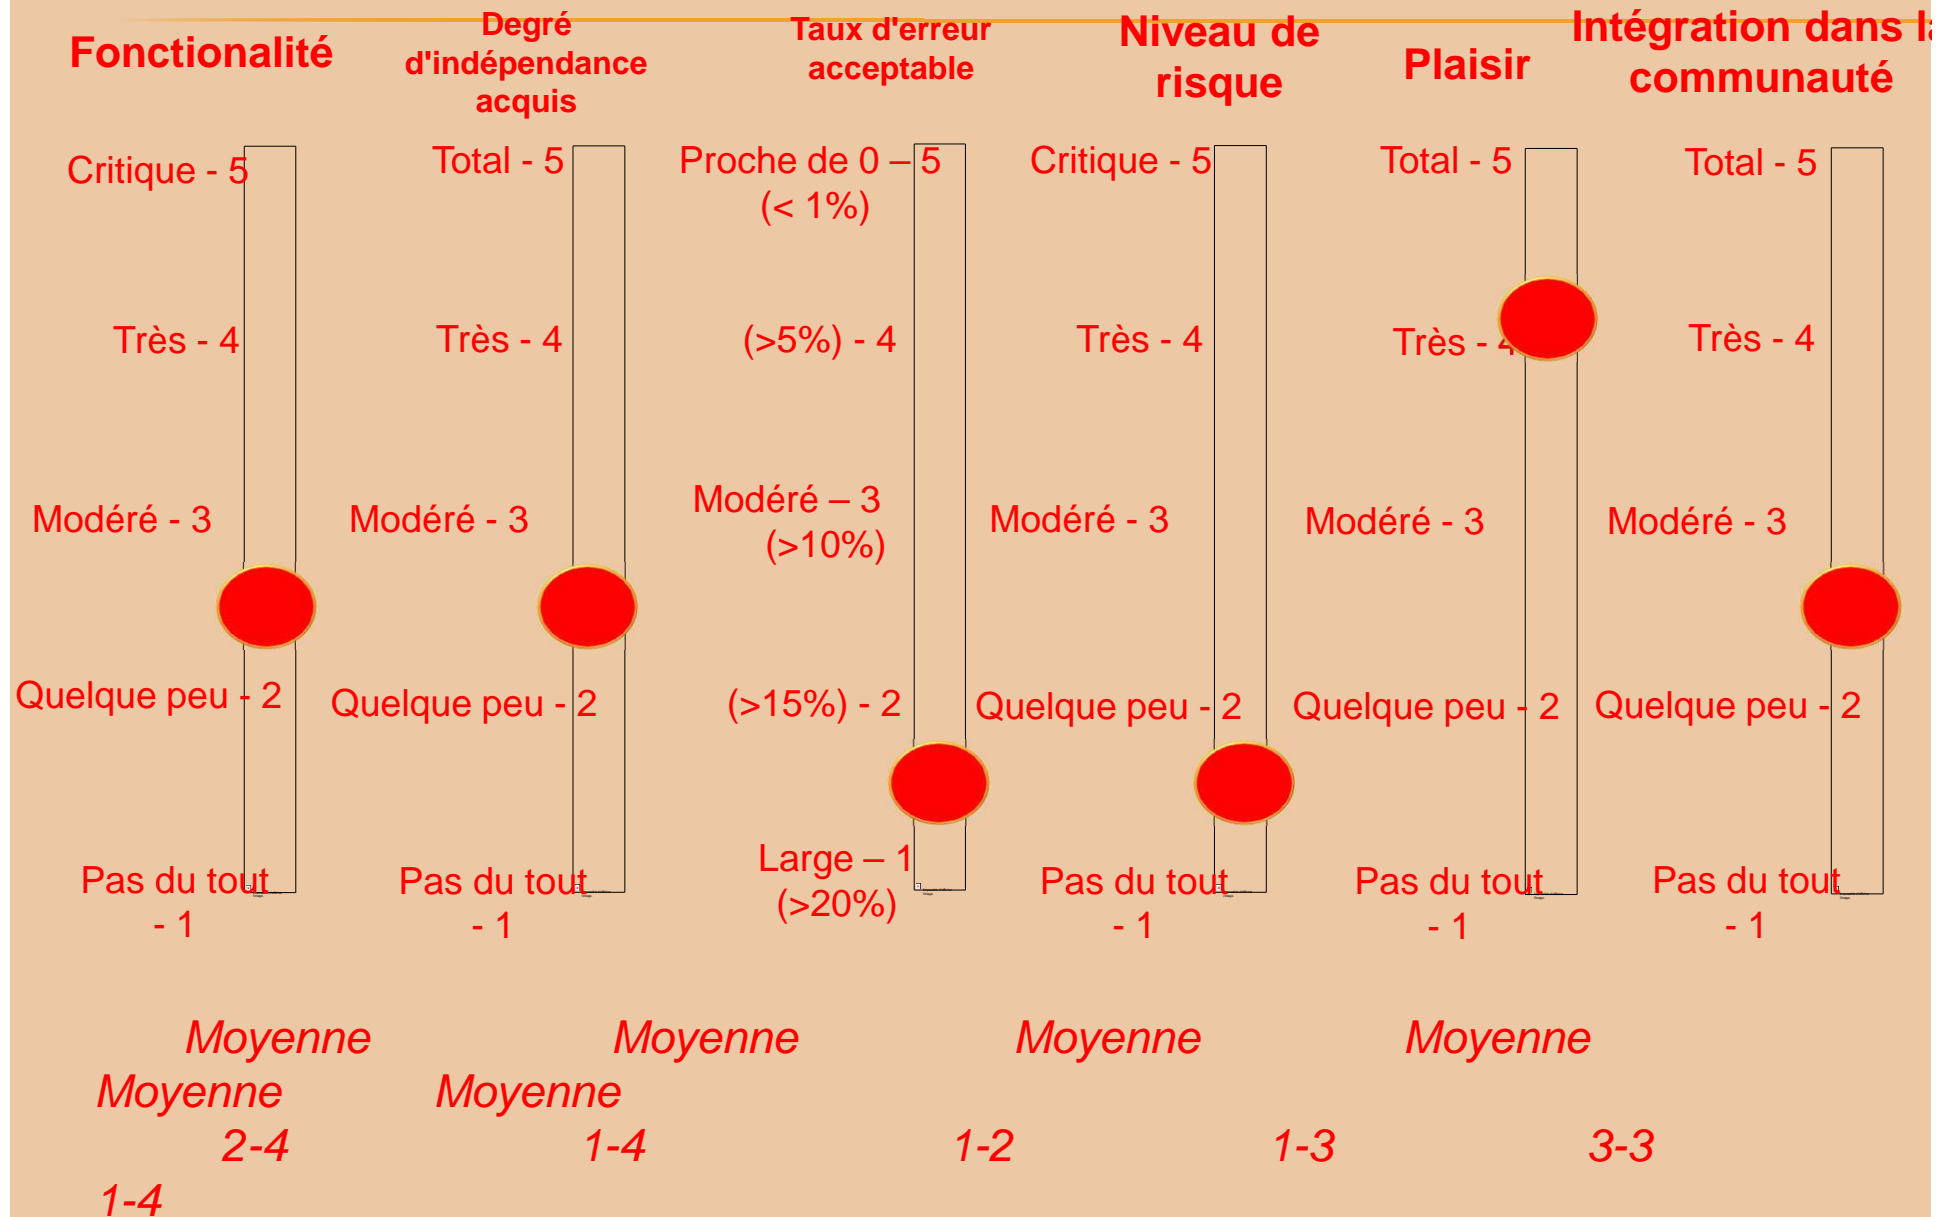 Fonctionalité
Degré
d'indépendance
acquis
Taux d'erreur
acceptable
Niveau de
risque
Plaisir
Intégration dans la
communauté
Critique - 5
Très - 4
Modéré - 3
Quelque peu - 2
Pas du tout
- 1
Total - 5
Très - 4
Modéré - 3
Quelque peu - 2
Pas du tout
- 1
Proche de 0 – 5
(< 1%)
(>5%) - 4
Modéré – 3
(>10%)
(>15%) - 2
Large – 1
(>20%)
Critique - 5
Très - 4
Modéré - 3
Quelque peu - 2
Pas du tout
- 1
Total - 5
Très - 4
Modéré - 3
Quelque peu - 2
Pas du tout
- 1
Total - 5
Très - 4
Modéré - 3
Quelque peu - 2
Pas du tout
- 1
Moyenne Moyenne Moyenne Moyenne
Moyenne Moyenne
2-4 1-4 1-2 1-3 3-3
1-4